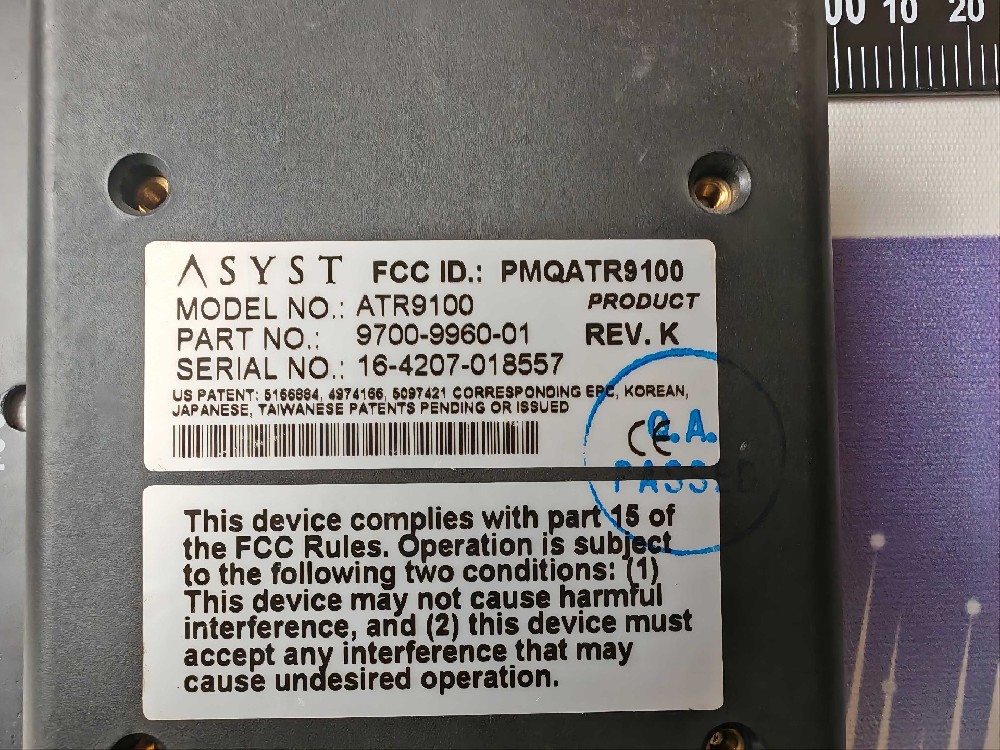 00 10 20
ASYST FCC ID.: PMQATR9100
MODEL NO.: ATR9100 PRODUCT
PART NO.: 9700-9960-01 REV. K
SERIAL NO.: 16-4207-018557
US PATENT: 5166884, 4974166, 5097421 CORRESPONDING EPC, KOREAN,
JAPANESE, TAIWANESE PATENTS PENDING OR ISSUED
CE
Q.A.
PASSED
This device complies with part 15 of
the FCC Rules. Operation is subject
to the following two conditions: (1)
This device may not cause harmful
interference, and (2) this device must
accept any interference that may
cause undesired operation.